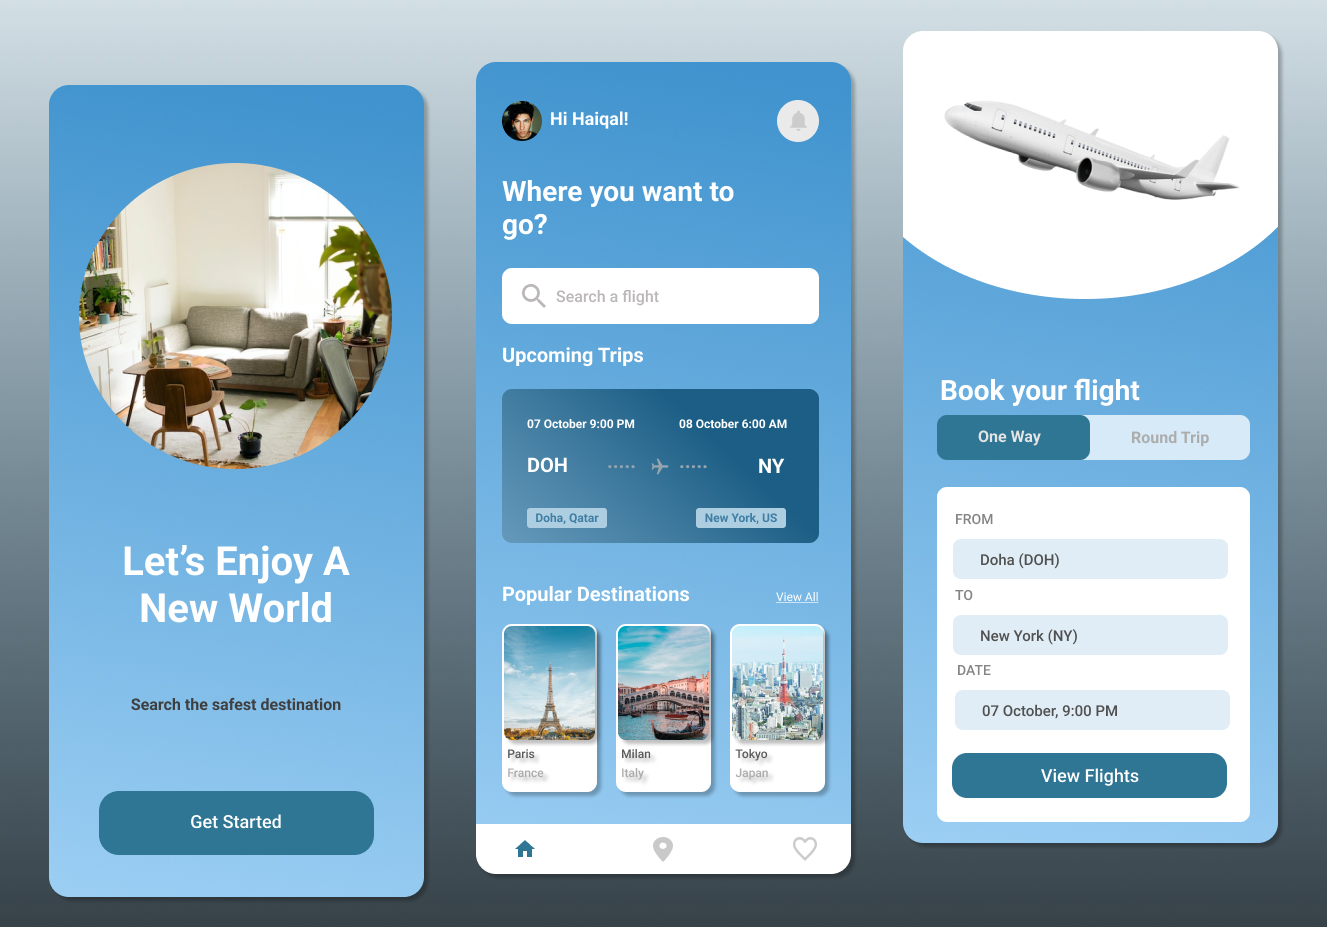 Let’s Enjoy A
New World
Search the safest destination
Get Started
Hi Haiqal!
Where you want to
go?
Search a flight
Upcoming Trips
07 October 9:00 PM
08 October 6:00 AM
DOH
NY
Doha, Qatar
New York, US
Popular Destinations
View All
Paris
France
Milan
Italy
Tokyo
Japan
Book your flight
One Way
Round Trip
FROM
Doha (DOH)
TO
New York (NY)
DATE
07 October, 9:00 PM
View Flights